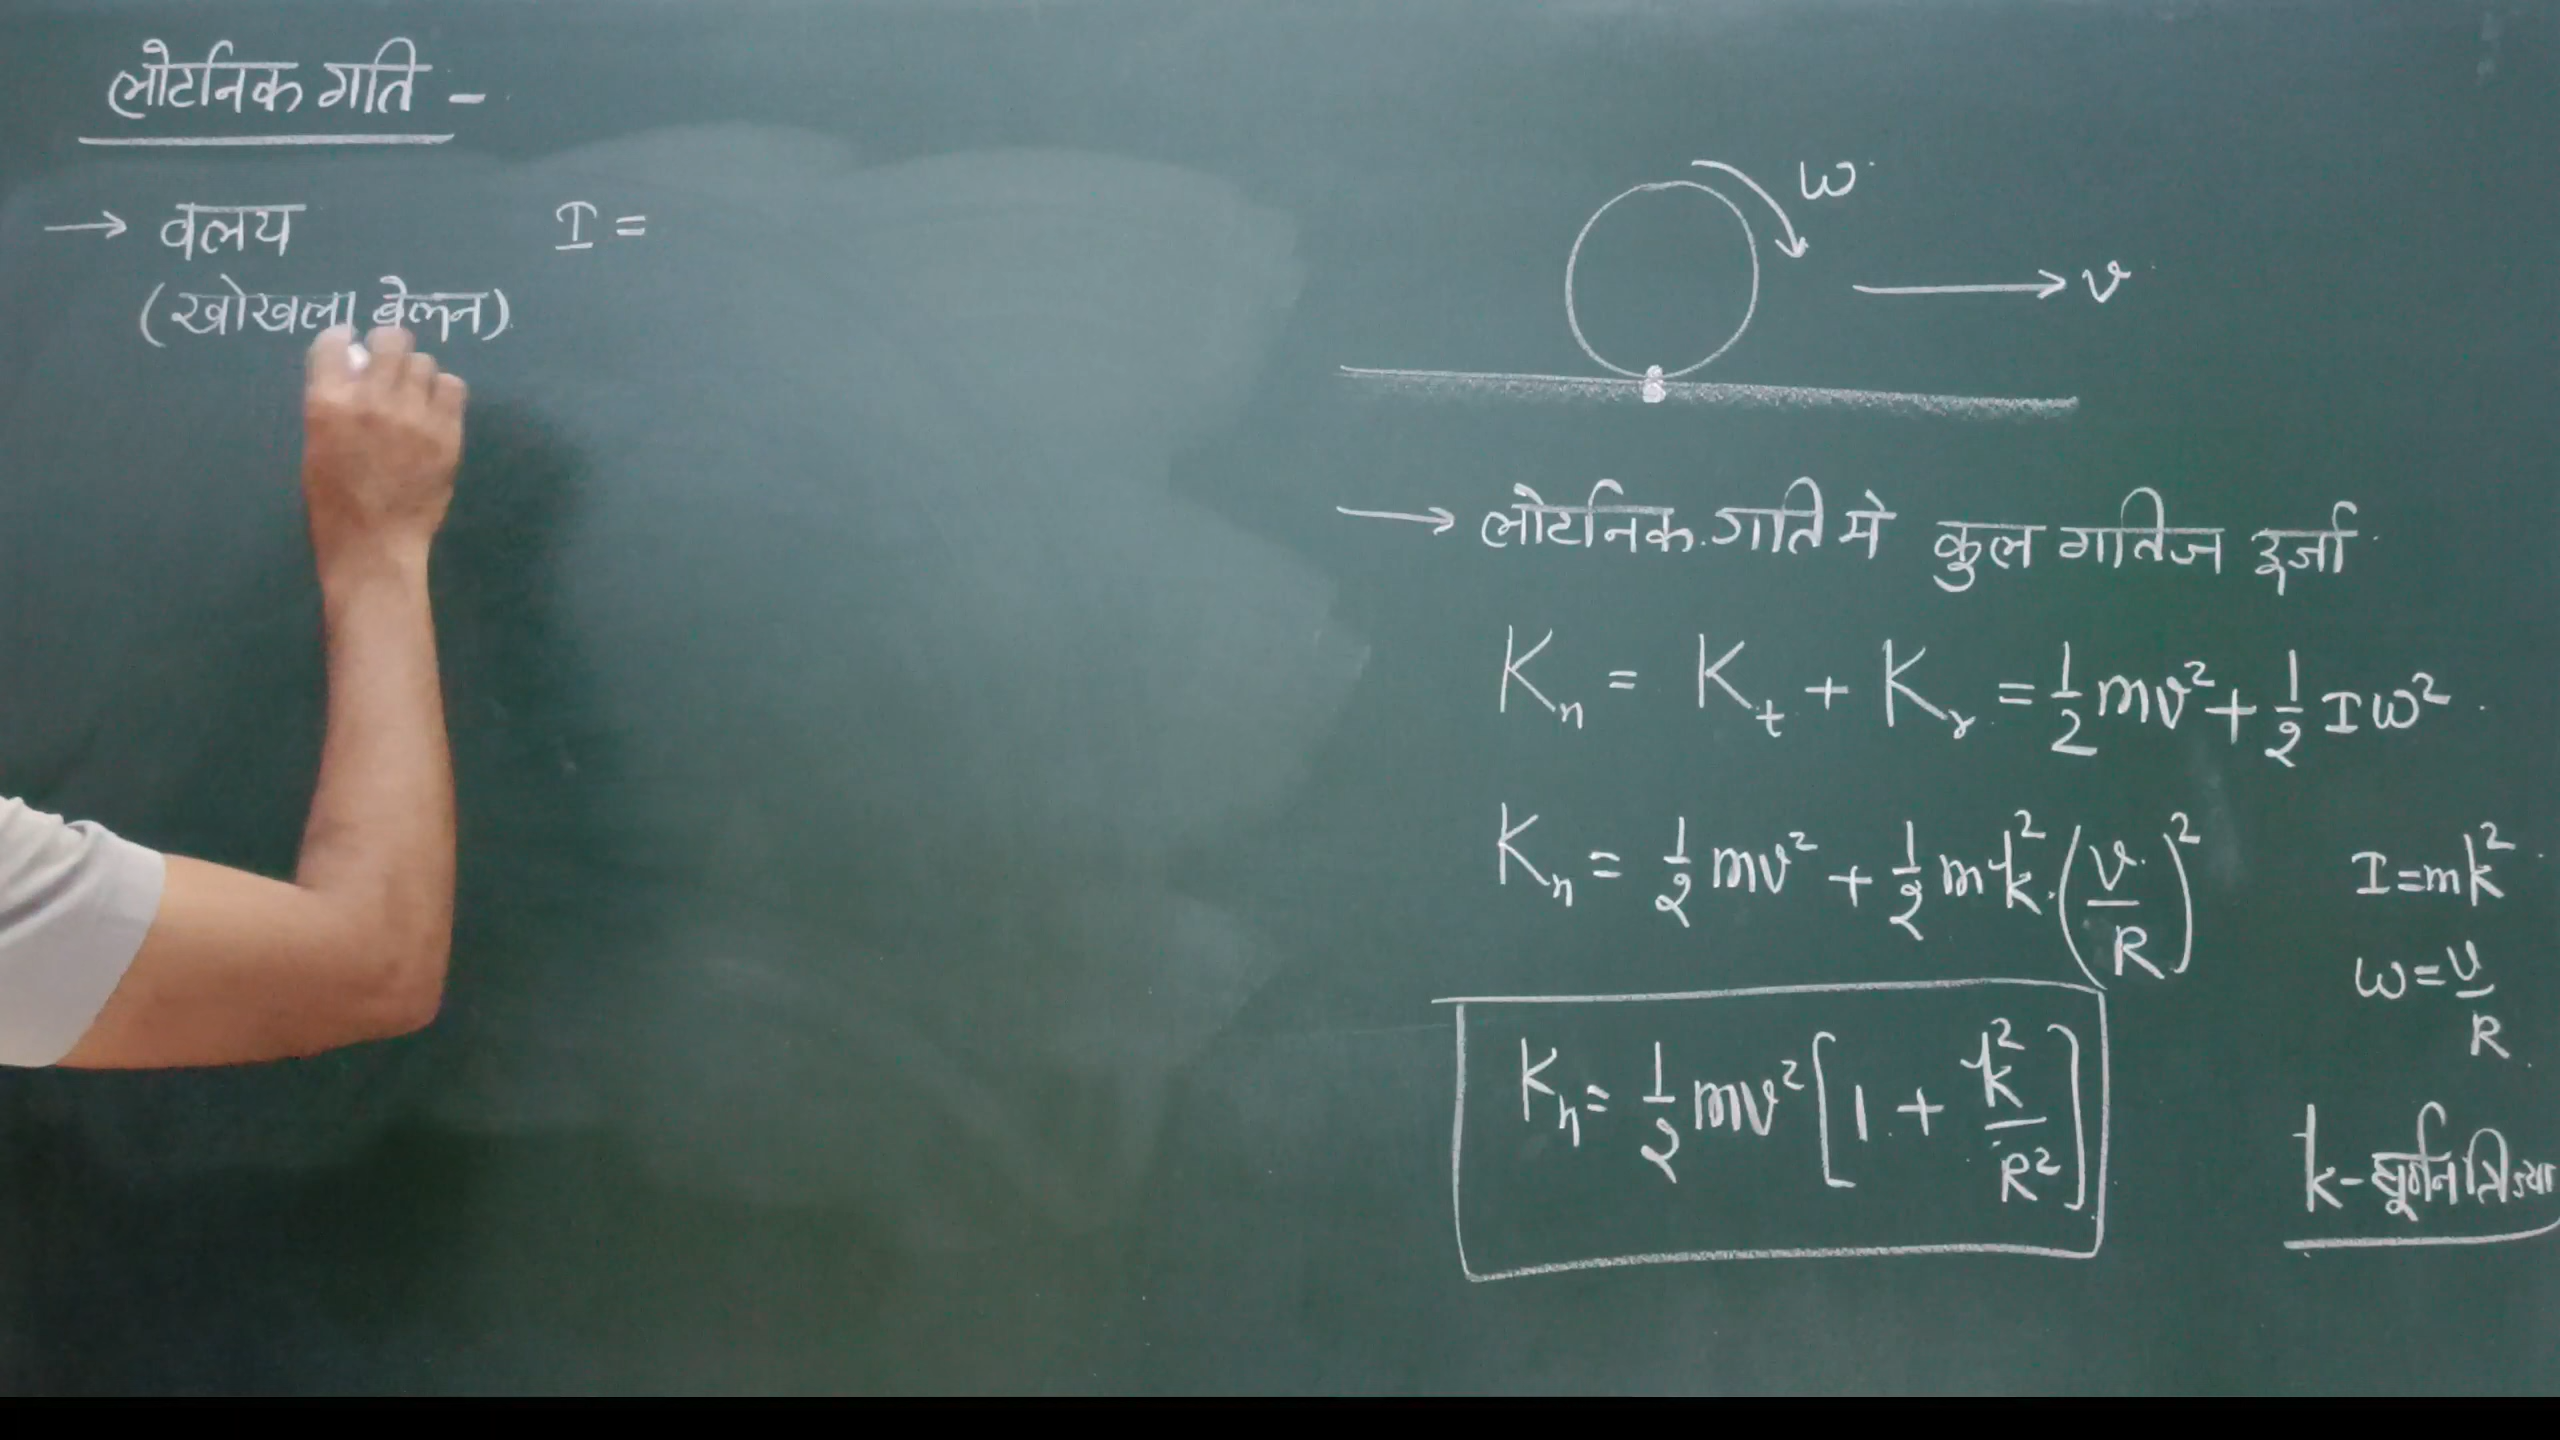 लोटनिक गति -
→ वलय I =
(खोखला बेलन)
ω
v
→ लोटनिक गति मे कुल गतिज ऊर्जा
Kₙ = Kₜ + Kᵣ = 1/2 mv² + 1/2 Iω²
Kₙ = 1/2 mv² + 1/2 mk² (v/R)²
I = mk²
ω = v/R
Kₙ = 1/2 mv² [1 + k²/R²]
k - घूर्णन त्रिज्या